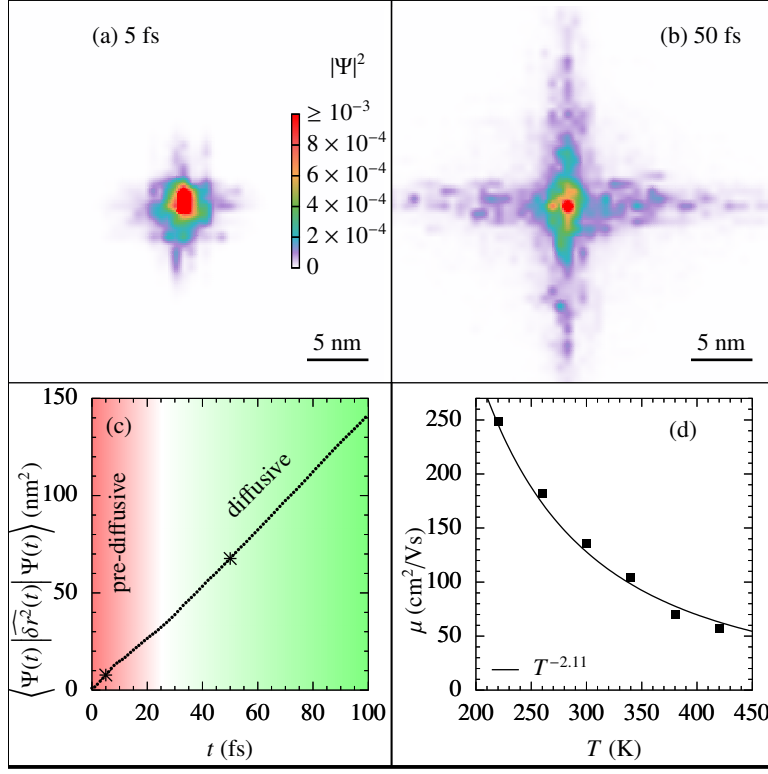 (a) 5 fs
|Ψ|²
≥ 10⁻³
8 × 10⁻⁴
6 × 10⁻⁴
4 × 10⁻⁴
2 × 10⁻⁴
0
5 nm
(b) 50 fs
5 nm
(c)
pre-diffusive
diffusive
⟨Ψ(t)|δr²(t)|Ψ(t)⟩ (nm²)
150
100
50
0
0 20 40 60 80 100
t (fs)
(d)
μ (cm²/Vs)
250
200
150
100
50
0
T⁻²·¹¹
200 250 300 350 400 450
T (K)